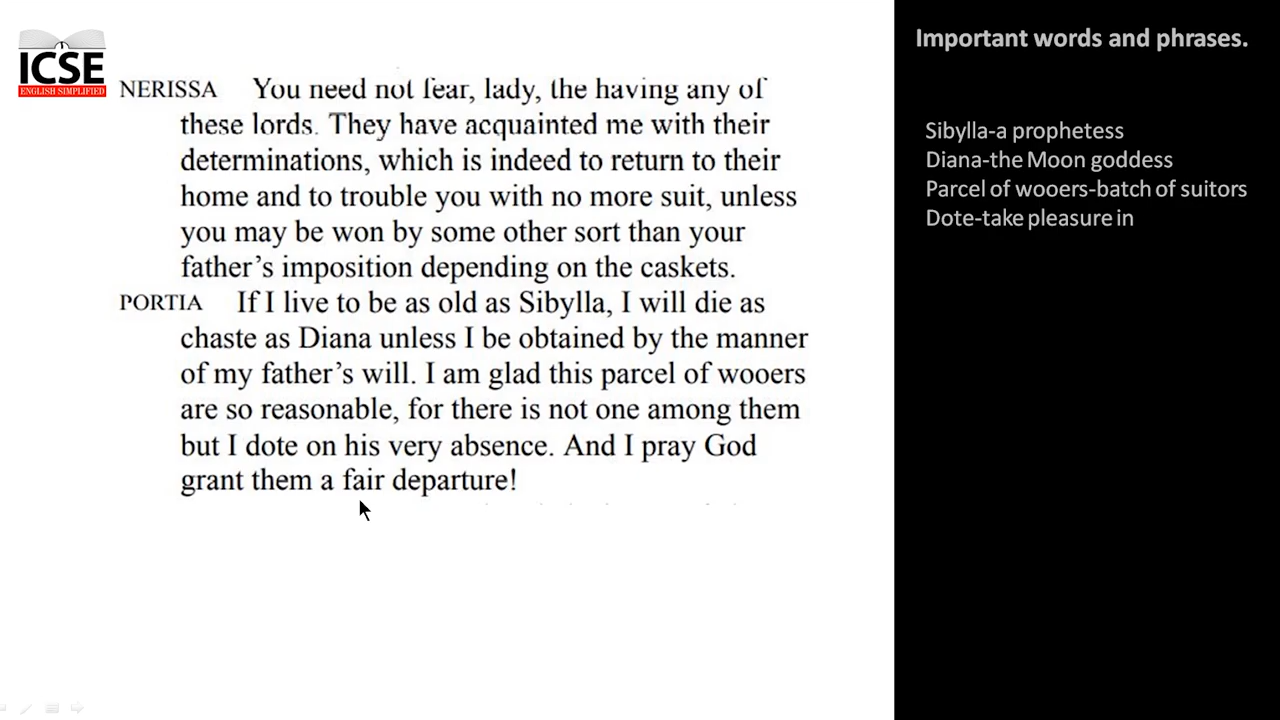 ICSE
ENGLISH SIMPLIFIED
NERISSA You need not fear, lady, the having any of
these lords. They have acquainted me with their
determinations, which is indeed to return to their
home and to trouble you with no more suit, unless
you may be won by some other sort than your
father’s imposition depending on the caskets.
PORTIA If I live to be as old as Sibylla, I will die as
chaste as Diana unless I be obtained by the manner
of my father’s will. I am glad this parcel of wooers
are so reasonable, for there is not one among them
but I dote on his very absence. And I pray God
grant them a fair departure!
Important words and phrases.
Sibylla-a prophetess
Diana-the Moon goddess
Parcel of wooers-batch of suitors
Dote-take pleasure in